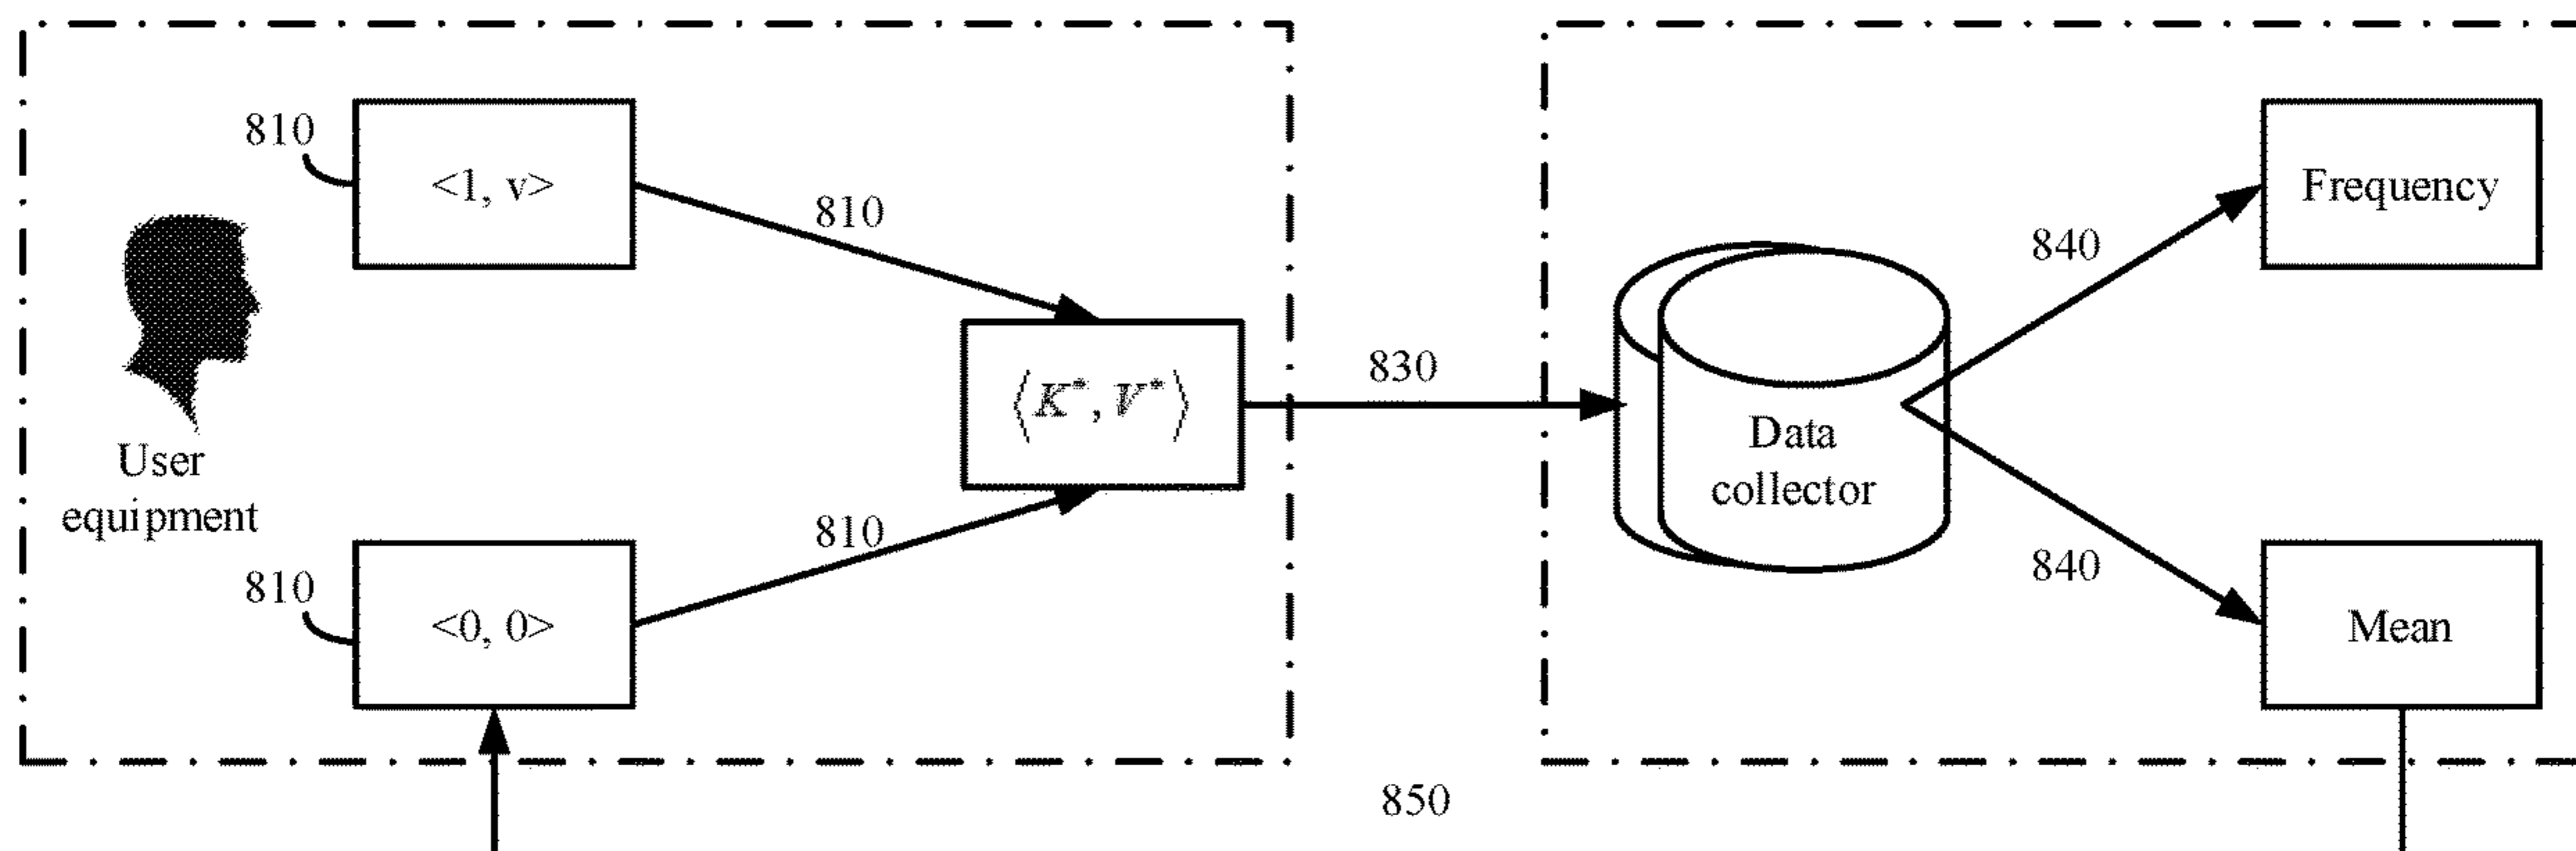 810
<1, v>
810
User
equipment
810
<0, 0>
810
⟨K*, V*⟩
830
Data
collector
840
Frequency
840
Mean
850